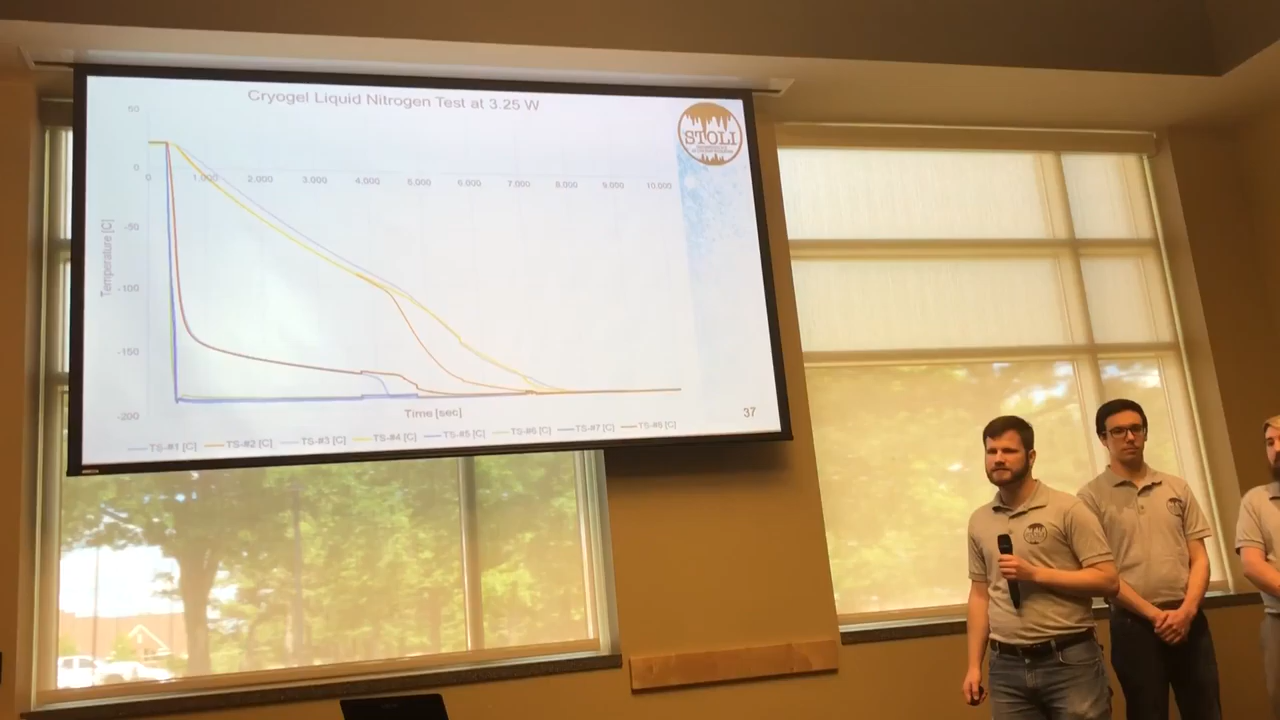 Cryogel Liquid Nitrogen Test at 3.25 W
STOLI
50
0
-50
-100
-150
-200
0 1,000 2,000 3,000 4,000 5,000 6,000 7,000 8,000 9,000 10,000
Temperature [C]
Time [sec]
37
TS-#1 [C] TS-#2 [C] TS-#3 [C] TS-#4 [C] TS-#5 [C] TS-#6 [C] TS-#7 [C] TS-#8 [C]